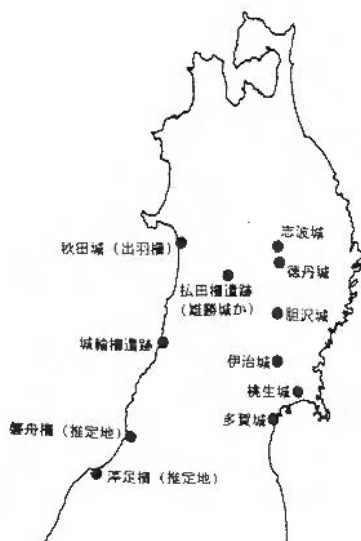 志波城
秋田城（出羽柵）
徳丹城
払田柵遺跡
（雄勝城か）
胆沢城
城輪柵遺跡
伊治城
桃生城
多賀城
磐舟柵（推定地）
渟足柵（推定地）